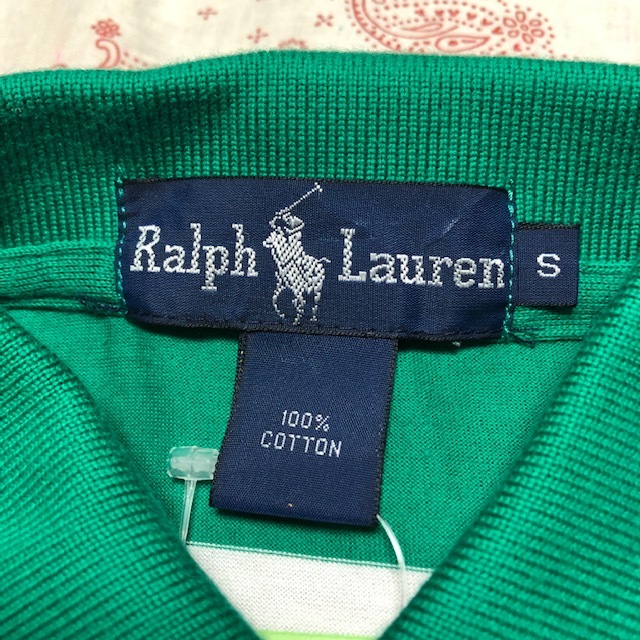 Ralph Lauren
S
100%
COTTON